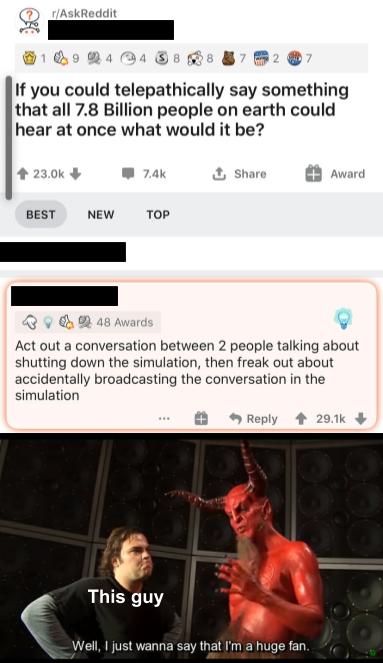 r/AskReddit
1 9 4 4 8 8 7 2 7
If you could telepathically say something
that all 7.8 Billion people on earth could
hear at once what would it be?
23.0k 7.4k Share Award
BEST NEW TOP
48 Awards
Act out a conversation between 2 people talking about
shutting down the simulation, then freak out about
accidentally broadcasting the conversation in the
simulation
... Reply 29.1k
This guy
Well, I just wanna say that I'm a huge fan.